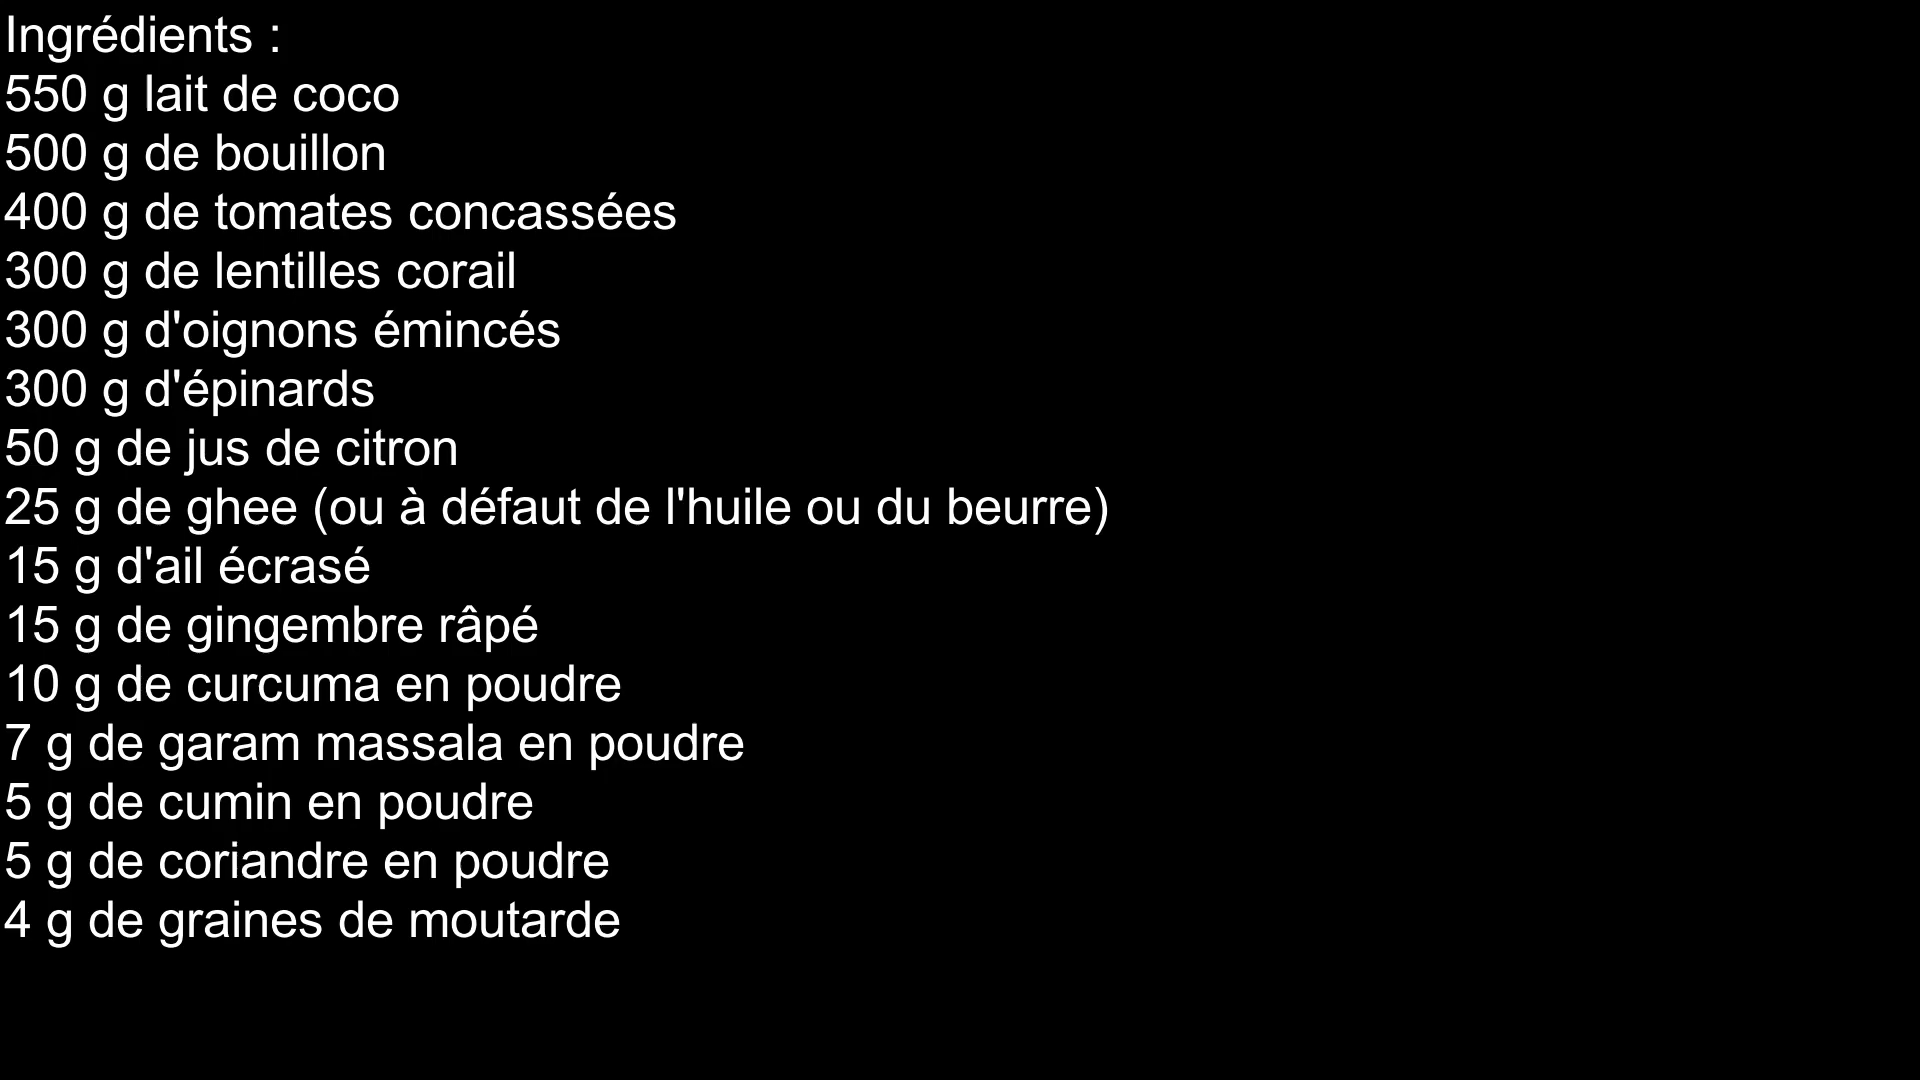 Ingrédients :
550 g lait de coco
500 g de bouillon
400 g de tomates concassées
300 g de lentilles corail
300 g d'oignons émincés
300 g d'épinards
50 g de jus de citron
25 g de ghee (ou à défaut de l'huile ou du beurre)
15 g d'ail écrasé
15 g de gingembre râpé
10 g de curcuma en poudre
7 g de garam massala en poudre
5 g de cumin en poudre
5 g de coriandre en poudre
4 g de graines de moutarde